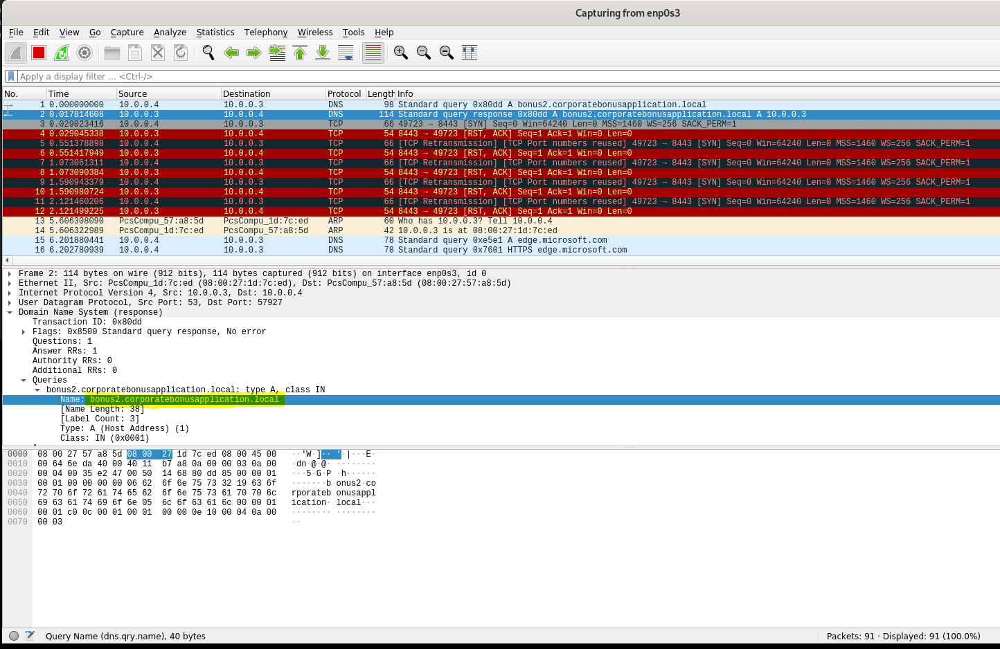 Capturing from enp0s3
File Edit View Go Capture Analyze Statistics Telephony Wireless Tools Help
Apply a display filter … <Ctrl-/>
No. Time Source Destination Protocol Length Info
1 0.000000000 10.0.0.4 10.0.0.3 DNS 98 Standard query 0x80dd A bonus2.corporatebonusapplication.local
2 0.017814608 10.0.0.3 10.0.0.4 DNS 114 Standard query response 0x80dd A bonus2.corporatebonusapplication.local A 10.0.0.3
3 0.029023416 10.0.0.4 10.0.0.3 TCP 66 49723 → 8443 [SYN] Seq=0 Win=64240 Len=0 MSS=1460 WS=256 SACK_PERM=1
4 0.029045338 10.0.0.3 10.0.0.4 TCP 54 8443 → 49723 [RST, ACK] Seq=1 Ack=1 Win=0 Len=0
5 0.551378898 10.0.0.4 10.0.0.3 TCP 66 [TCP Retransmission] [TCP Port numbers reused] 49723 → 8443 [SYN] Seq=0 Win=64240 Len=0 MSS=1460 WS=256 SACK_PERM=1
6 0.551417949 10.0.0.3 10.0.0.4 TCP 54 8443 → 49723 [RST, ACK] Seq=1 Ack=1 Win=0 Len=0
7 1.073061311 10.0.0.4 10.0.0.3 TCP 66 [TCP Retransmission] [TCP Port numbers reused] 49723 → 8443 [SYN] Seq=0 Win=64240 Len=0 MSS=1460 WS=256 SACK_PERM=1
8 1.073090384 10.0.0.3 10.0.0.4 TCP 54 8443 → 49723 [RST, ACK] Seq=1 Ack=1 Win=0 Len=0
9 1.590943379 10.0.0.4 10.0.0.3 TCP 66 [TCP Retransmission] [TCP Port numbers reused] 49723 → 8443 [SYN] Seq=0 Win=64240 Len=0 MSS=1460 WS=256 SACK_PERM=1
10 1.590980724 10.0.0.3 10.0.0.4 TCP 54 8443 → 49723 [RST, ACK] Seq=1 Ack=1 Win=0 Len=0
11 2.121460206 10.0.0.4 10.0.0.3 TCP 66 [TCP Retransmission] [TCP Port numbers reused] 49723 → 8443 [SYN] Seq=0 Win=64240 Len=0 MSS=1460 WS=256 SACK_PERM=1
12 2.121499225 10.0.0.3 10.0.0.4 TCP 54 8443 → 49723 [RST, ACK] Seq=1 Ack=1 Win=0 Len=0
13 5.606308090 PcsCompu_57:a8:5d PcsCompu_1d:7c:ed ARP 60 Who has 10.0.0.3? Tell 10.0.0.4
14 5.606322989 PcsCompu_1d:7c:ed PcsCompu_57:a8:5d ARP 42 10.0.0.3 is at 08:00:27:1d:7c:ed
15 6.201880441 10.0.0.4 10.0.0.3 DNS 78 Standard query 0xe5e1 A edge.microsoft.com
16 6.202780939 10.0.0.4 10.0.0.3 DNS 78 Standard query 0x7601 HTTPS edge.microsoft.com
Frame 2: 114 bytes on wire (912 bits), 114 bytes captured (912 bits) on interface enp0s3, id 0
Ethernet II, Src: PcsCompu_1d:7c:ed (08:00:27:1d:7c:ed), Dst: PcsCompu_57:a8:5d (08:00:27:57:a8:5d)
Internet Protocol Version 4, Src: 10.0.0.3, Dst: 10.0.0.4
User Datagram Protocol, Src Port: 53, Dst Port: 57927
Domain Name System (response)
Transaction ID: 0x80dd
Flags: 0x8500 Standard query response, No error
Questions: 1
Answer RRs: 1
Authority RRs: 0
Additional RRs: 0
Queries
bonus2.corporatebonusapplication.local: type A, class IN
Name: bonus2.corporatebonusapplication.local
[Name Length: 38]
[Label Count: 3]
Type: A (Host Address) (1)
Class: IN (0x0001)
0000 08 00 27 57 a8 5d 08 00 27 1d 7c ed 08 00 45 00 ··'W·]·· '·|···E·
0010 00 64 6e da 40 00 40 11 b7 a8 0a 00 00 03 0a 00 ·dn·@·@· ········
0020 00 04 00 35 e2 47 00 50 14 68 80 dd 85 00 00 01 ···5·G·P ·h······
0030 00 01 00 00 00 00 06 62 6f 6e 75 73 32 19 63 6f ·······b onus2·co
0040 72 70 6f 72 61 74 65 62 6f 6e 75 73 61 70 70 6c rporateb onusappl
0050 69 63 61 74 69 6f 6e 05 6c 6f 63 61 6c 00 00 01 ication· local···
0060 00 01 c0 0c 00 01 00 01 00 00 0e 10 00 04 0a 00 ········ ········
0070 00 03 ··
Query Name (dns.qry.name), 40 bytes
Packets: 91 · Displayed: 91 (100.0%)